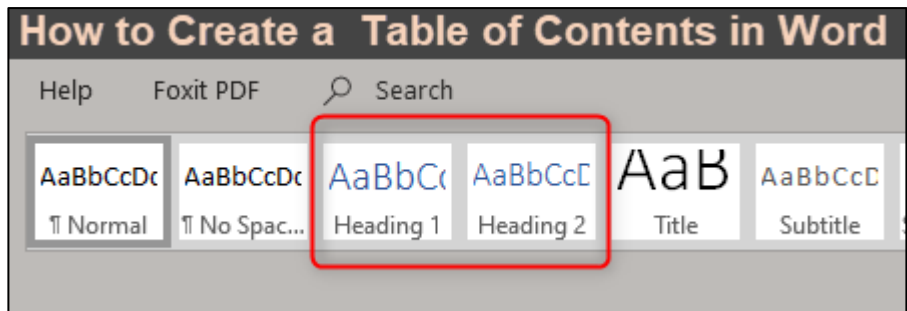 How to Create a  Table of Contents in Word
Help Foxit PDF Search
AaBbCcDc AaBbCcDc AaBbCc AaBbCcD AaB AaBbCcD
¶ Normal ¶ No Spac... Heading 1 Heading 2 Title Subtitle